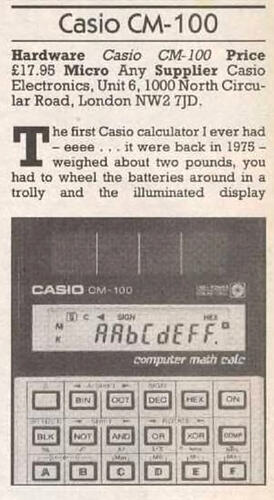 Casio CM-100
Hardware Casio CM-100 Price
£17.95 Micro Any Supplier Casio
Electronics, Unit 6, 1000 North Circu-
lar Road, London NW2 7JD.
The first Casio calculator I ever had
– eeee . . . it were back in 1975 –
weighed about two pounds, you
had to wheel the batteries around in a
trolly and the illuminated display
CASIO CM-100
C SIGN HEX
M
K
AAbCdEFF.
computer math calc
BIN OCT DEC HEX ON
BLK NOT AND OR XOR COMP
A B C D E F